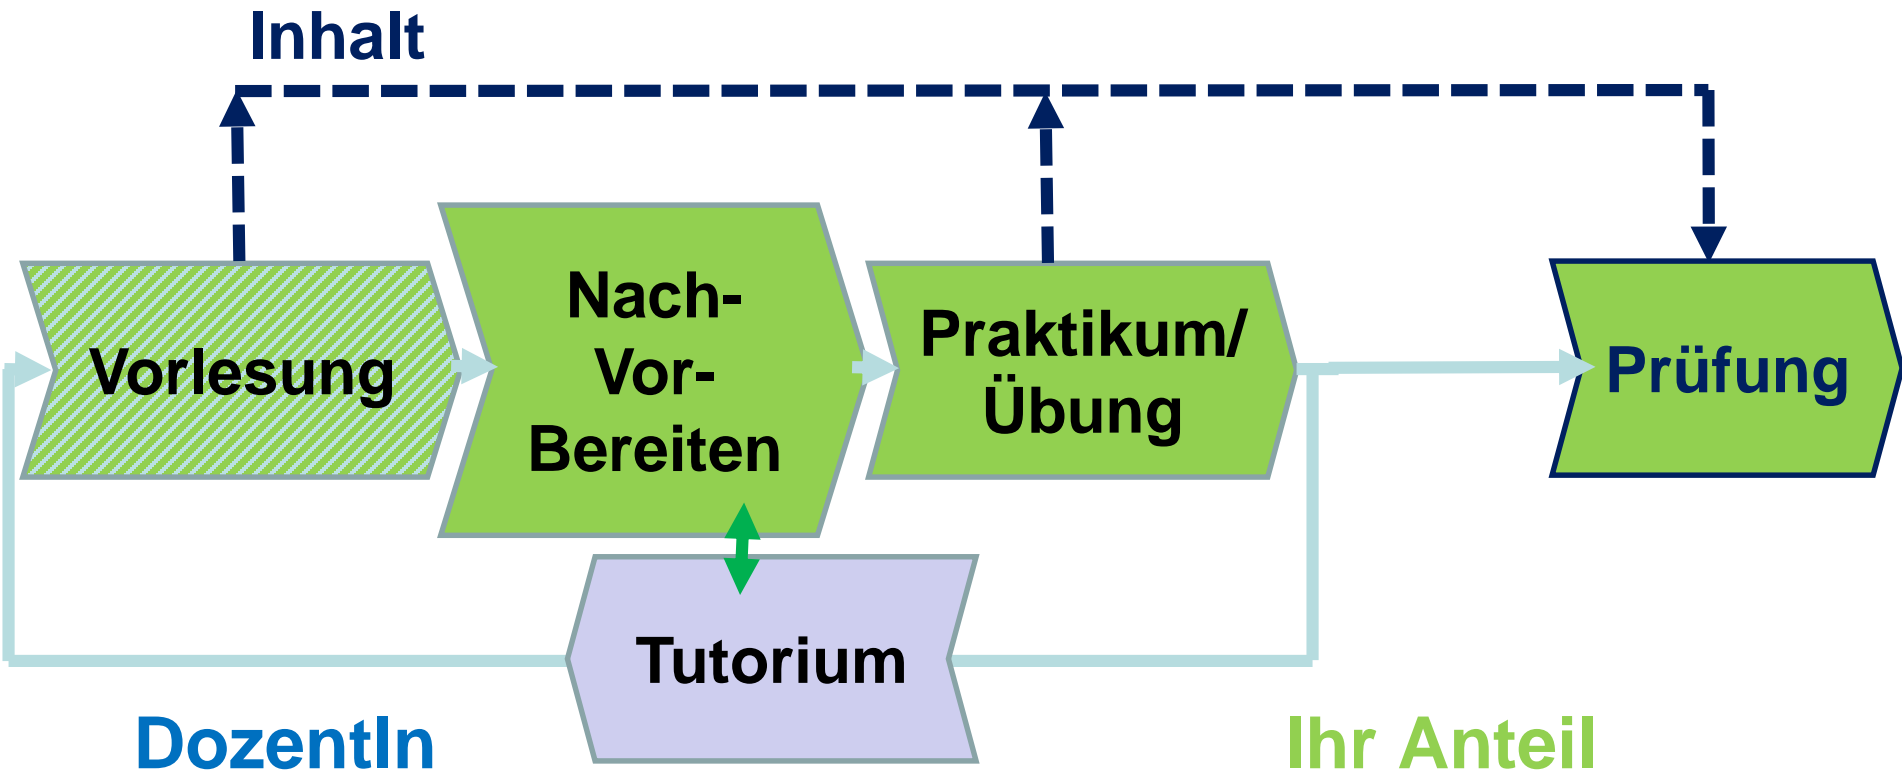 Inhalt
Vorlesung
Nach-
Vor-
Bereiten
Praktikum/
Übung
Prüfung
Tutorium
DozentIn
Ihr Anteil